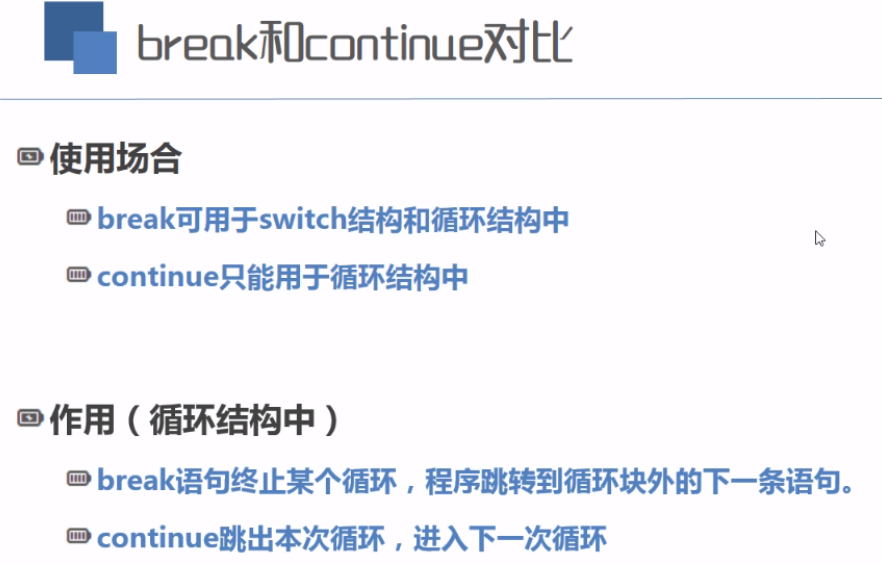 break和continue对比
使用场合
break可用于switch结构和循环结构中
continue只能用于循环结构中
作用（循环结构中）
break语句终止某个循环，程序跳转到循环块外的下一条语句。
continue跳出本次循环，进入下一次循环